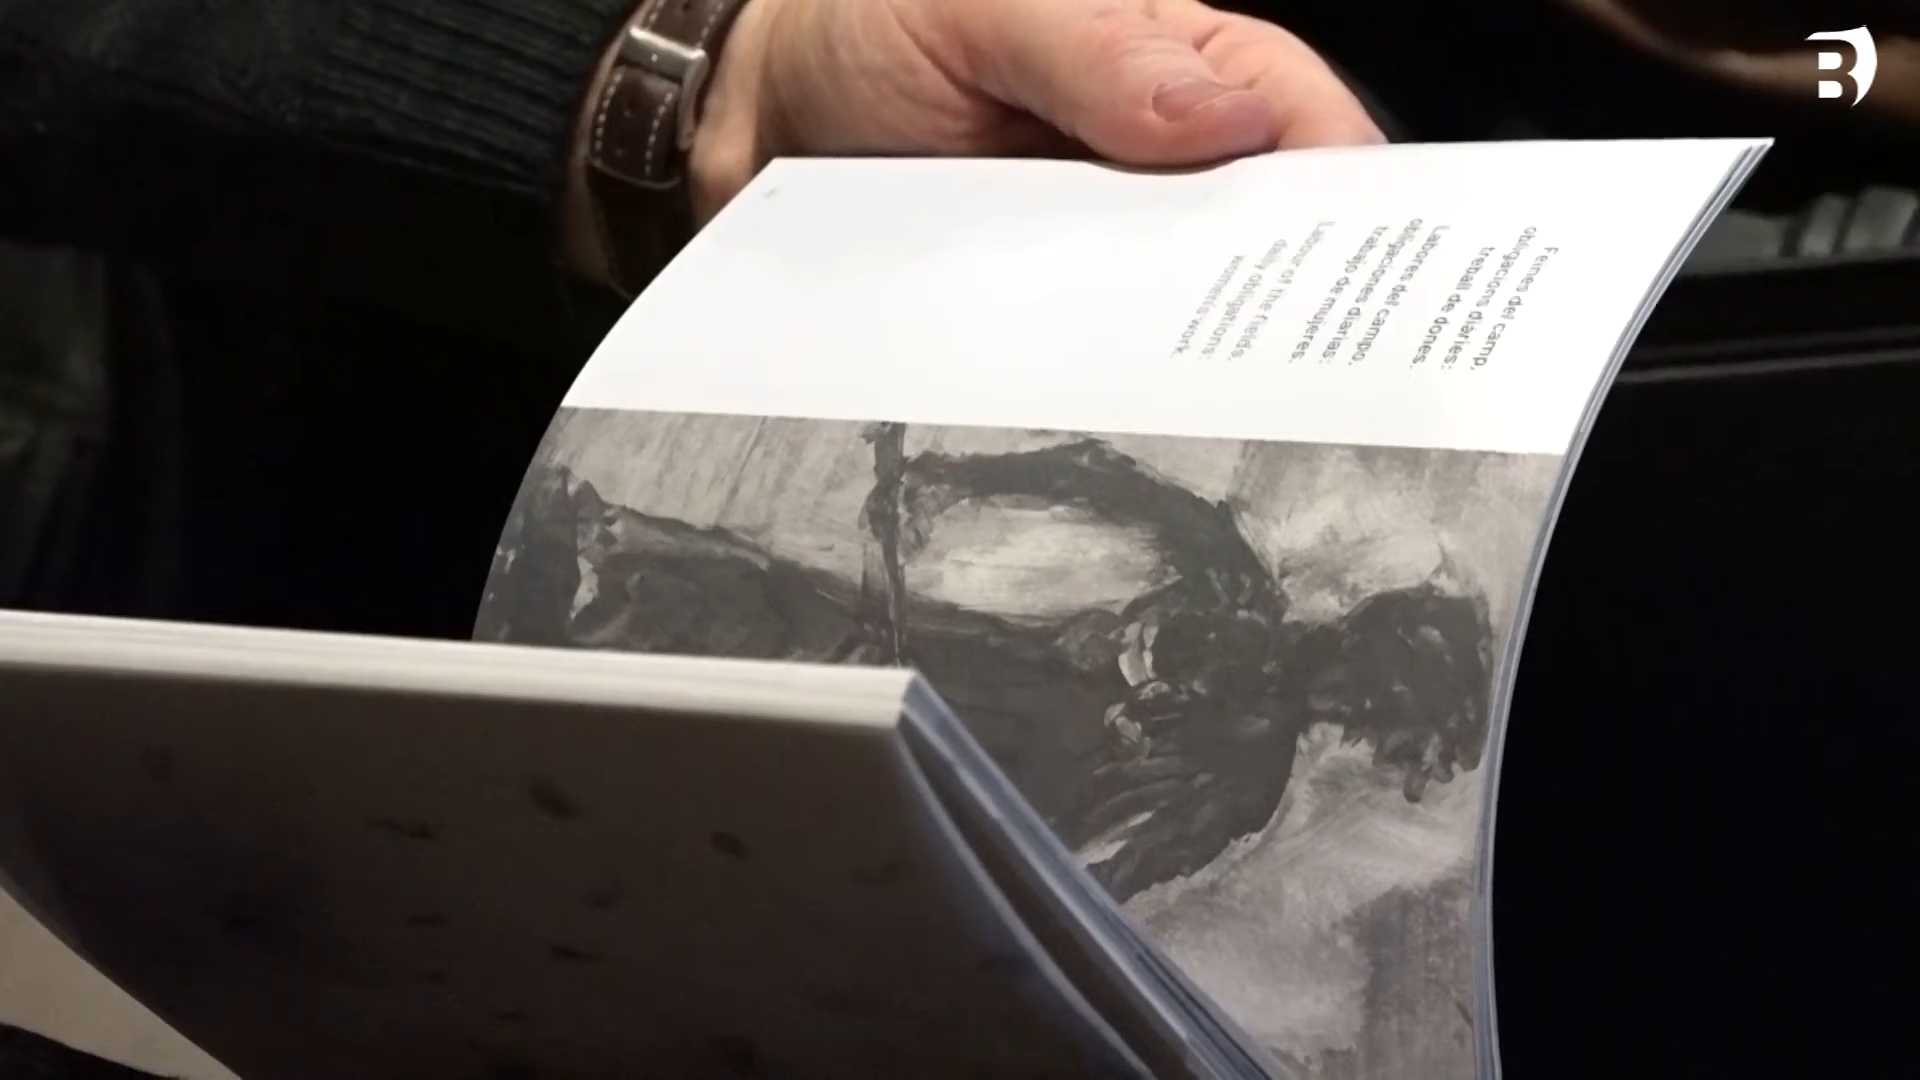 Feines del camp,
obligacions diàries:
treball de dones.
Labores del campo,
obligaciones diarias:
trabajo de mujeres.
Labour of the fields,
daily obligations:
women's work.
B